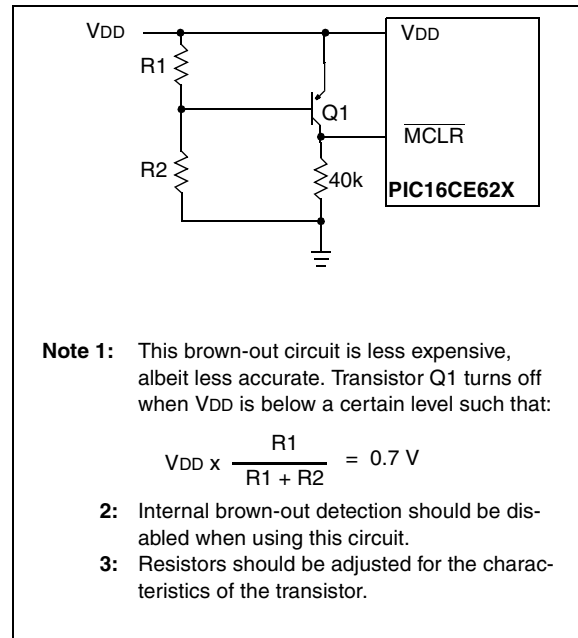 VDD
VDD
R1
Q1
MCLR
R2
40k
PIC16CE62X
Note 1: This brown-out circuit is less expensive,
albeit less accurate. Transistor Q1 turns off
when VDD is below a certain level such that:
VDD x R1 / R1 + R2 = 0.7 V
2: Internal brown-out detection should be dis-
abled when using this circuit.
3: Resistors should be adjusted for the charac-
teristics of the transistor.